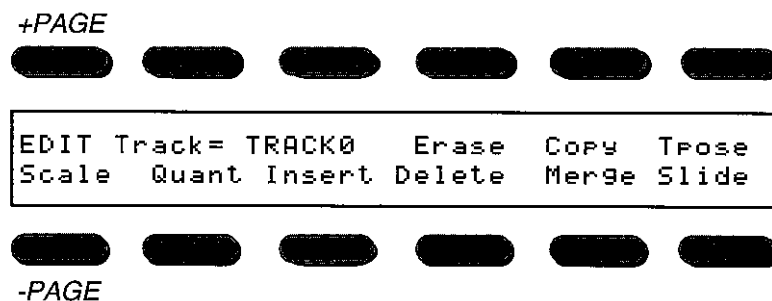 +PAGE
EDIT Track= TRACK0 Erase Copy Tpose
Scale Quant Insert Delete Merge Slide
-PAGE